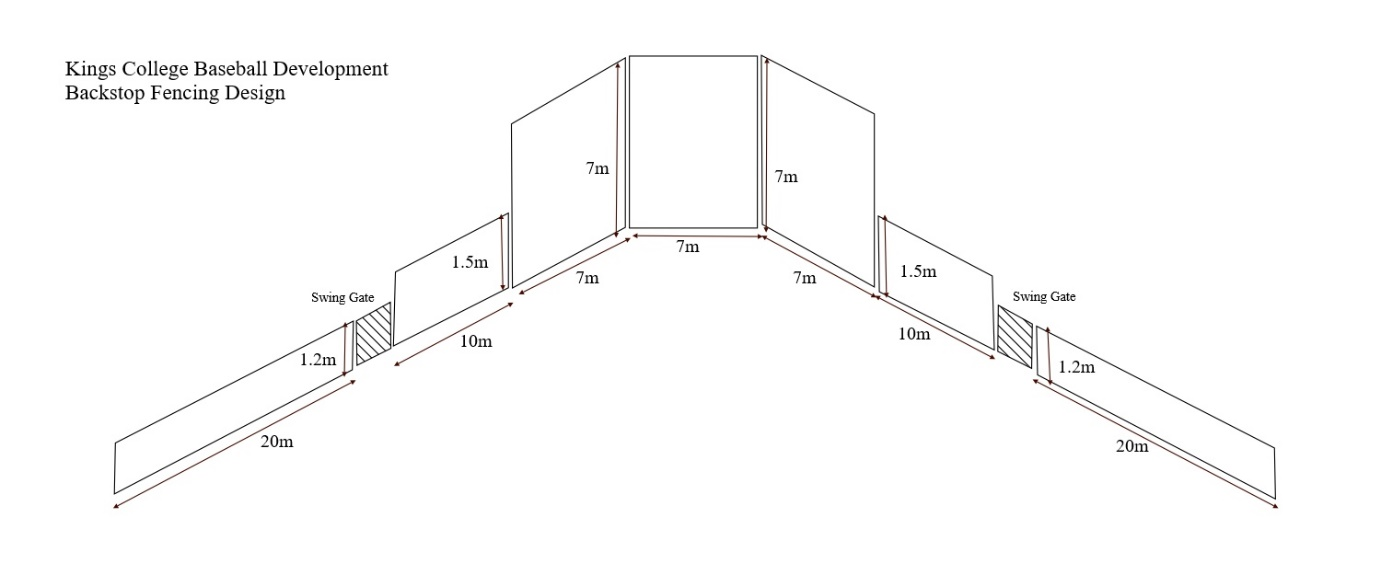 Kings College Baseball Development
Backstop Fencing Design
7m
7m
7m
7m
7m
1.5m
1.5m
Swing Gate
Swing Gate
10m
10m
1.2m
1.2m
20m
20m